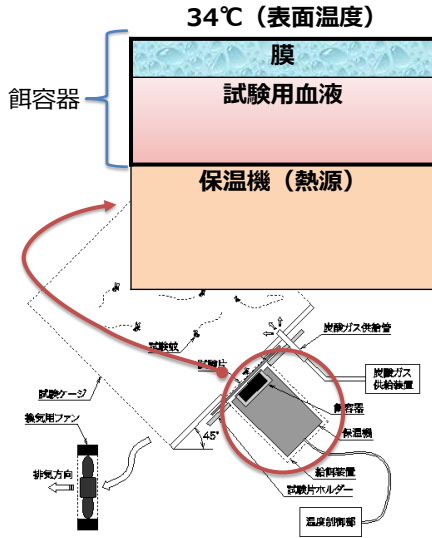 34℃（表面温度）
膜
餌容器
試験用血液
保温機（熱源）
炭酸ガス供給管
試験蚊
試験片
炭酸ガス
供給装置
試験ケージ
餌容器
換気用ファン
保温機
45°
排気方向
給餌装置
試験片ホルダー
温度制御部